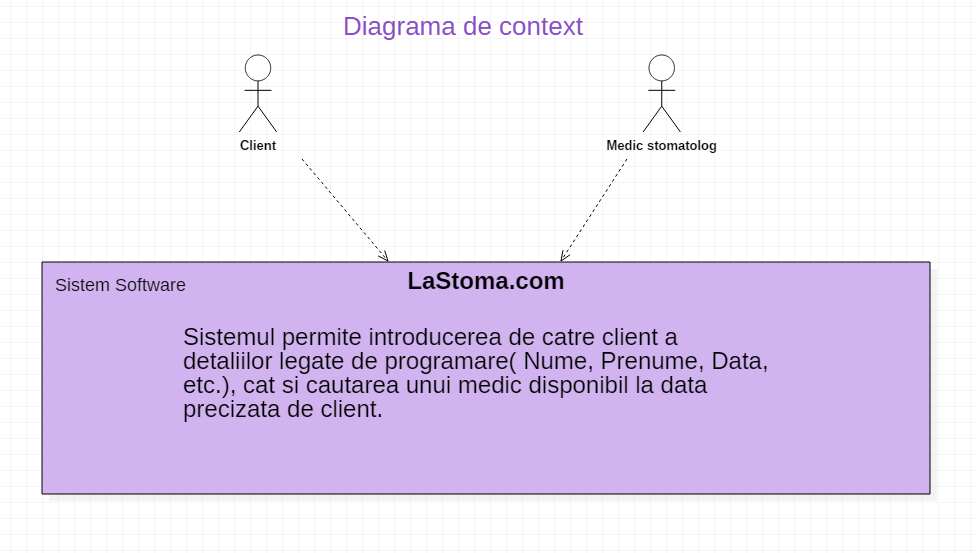 Diagrama de context
Client
Medic stomatolog
Sistem Software
LaStoma.com
Sistemul permite introducerea de catre client a
detaliilor legate de programare( Nume, Prenume, Data,
etc.), cat si cautarea unui medic disponibil la data
precizata de client.